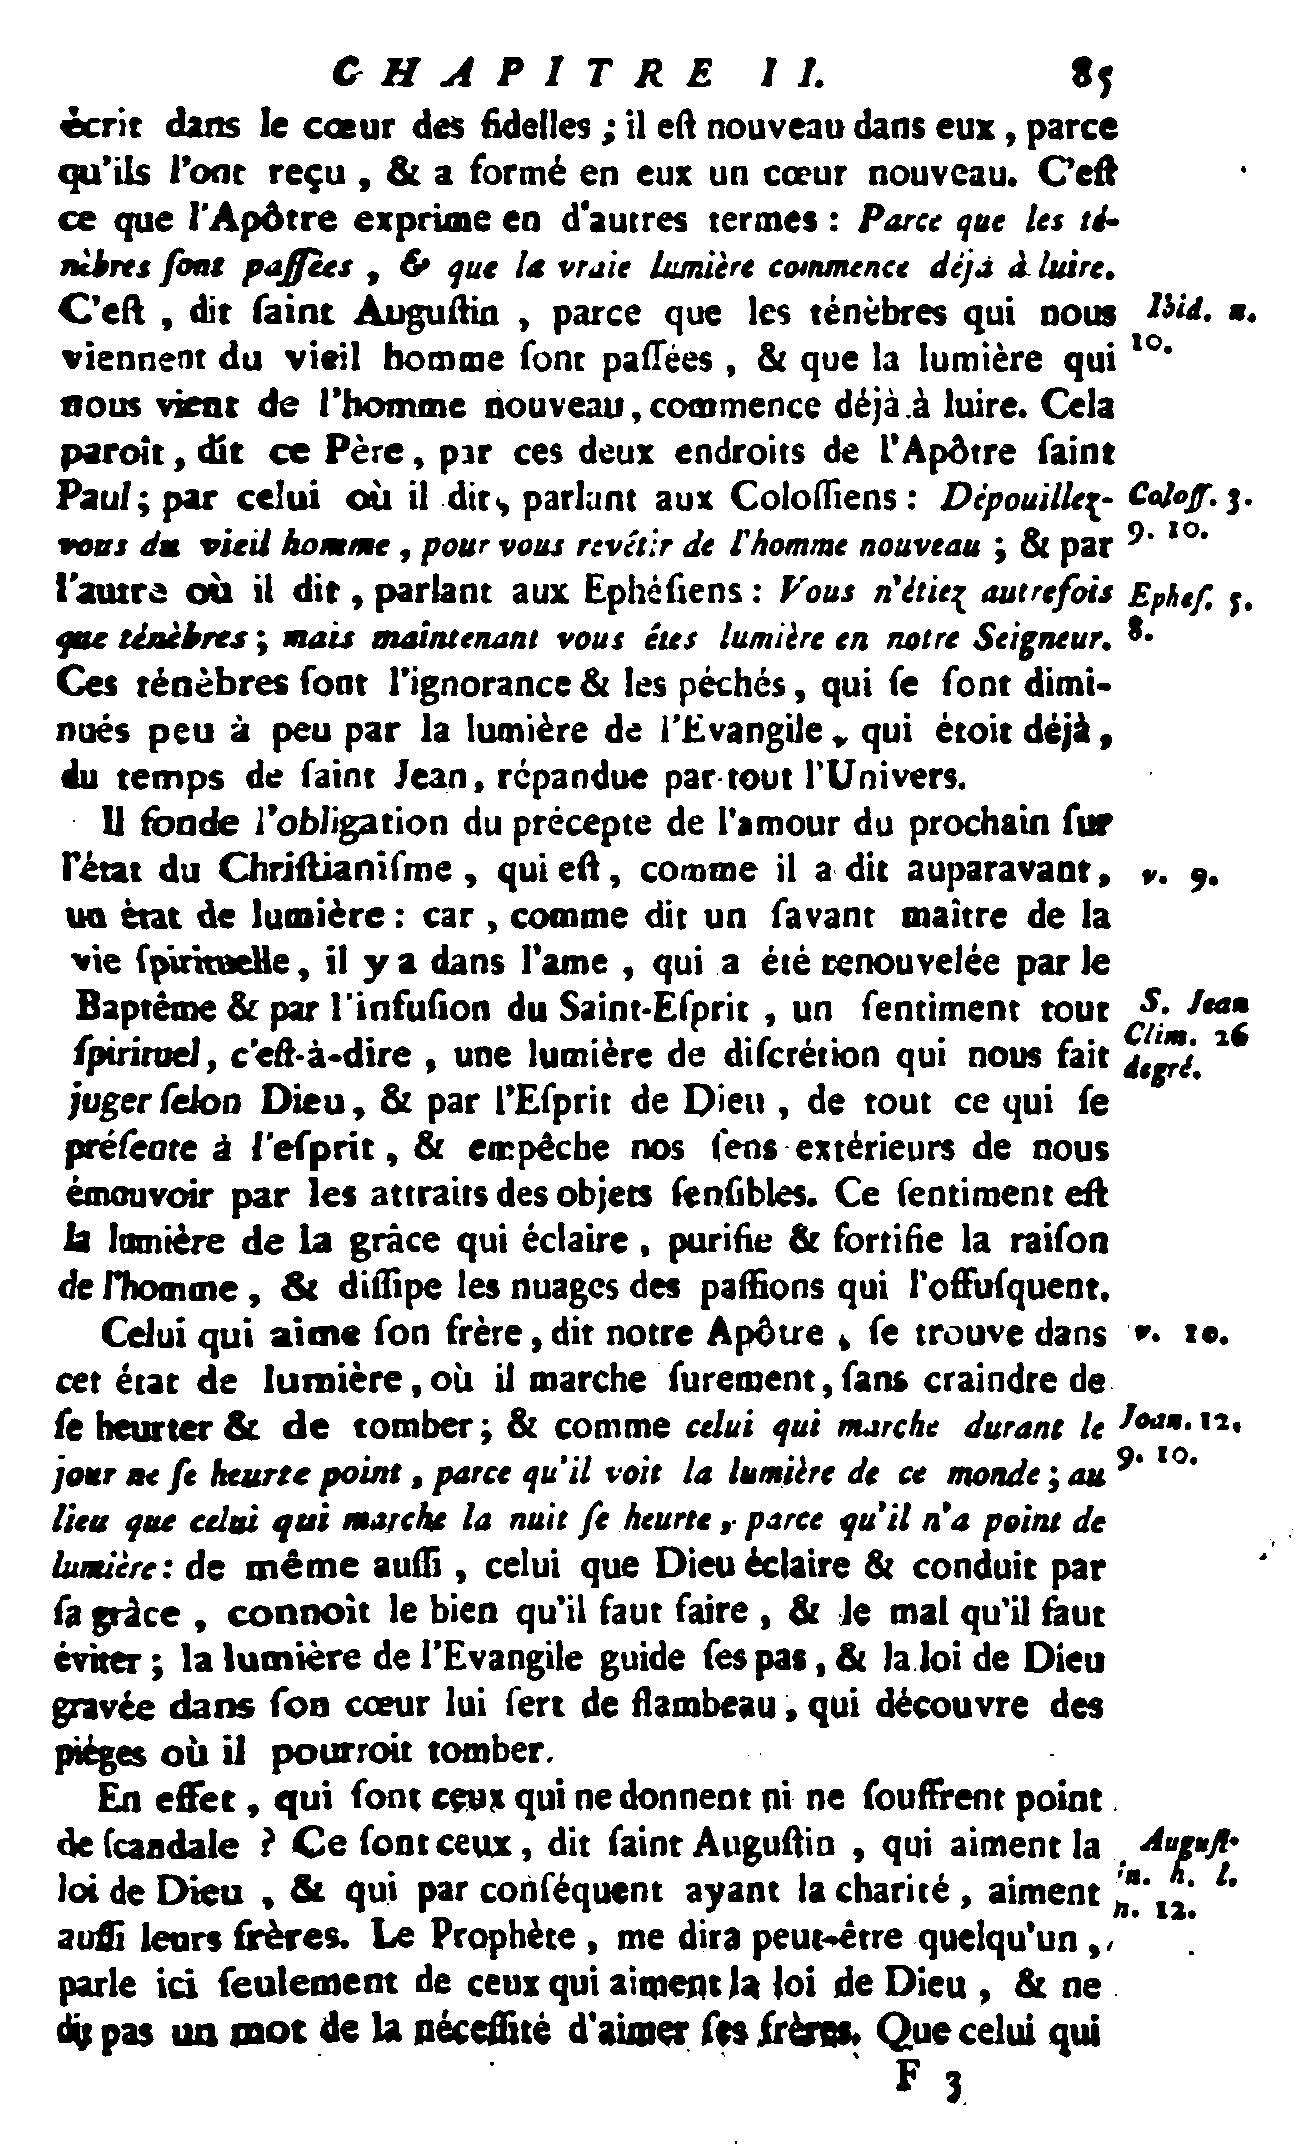 CHAPITRE II. 85
écrit dans le cœur des fidelles ; il eſt nouveau dans eux , parce
qu'ils l'ont reçu , & a formé en eux un cœur nouveau. C'eſt
ce que l'Apôtre exprime en d'autres termes : Parce que les té-
nèbres ſont paſſées , & que la vraie lumière commence déjà à luire.
C'eſt , dit ſaint Auguſtin , parce que les ténèbres qui nous
Ibid. n.
viennent du vieil homme ſont paſſées , & que la lumière qui
10.
nous vient de l'homme nouveau , commence déjà à luire. Cela
paroît , dit ce Père , par ces deux endroits de l'Apôtre ſaint
Paul ; par celui où il dit , parlant aux Coloſſiens : Dépouillez-
Coloſſ. 3.
vous du vieil homme , pour vous revétir de l'homme nouveau ; & par
9. 10.
l'autre où il dit , parlant aux Ephéſiens : Vous n'étiez autrefois
Epheſ. 5.
que ténèbres ; mais maintenant vous étes lumière en notre Seigneur.
8.
Ces ténèbres ſont l'ignorance & les péchés , qui ſe ſont dimi-
nués peu à peu par la lumière de l'Evangile , qui étoit déjà ,
du temps de ſaint Jean , répandue par-tout l'Univers.
Il fonde l'obligation du précepte de l'amour du prochain ſur
l'état du Chriſtianiſme , qui eſt , comme il a dit auparavant ,
v. 9.
un état de lumière : car , comme dit un ſavant maître de la
vie ſpirituelle , il y a dans l'ame , qui a été renouvelée par le
Baptême & par l'infuſion du Saint-Eſprit , un ſentiment tout
S. Jean
ſpirituel , c'eſt-à-dire , une lumière de diſcrétion qui nous fait
Clim. 26
degré.
juger ſelon Dieu , & par l'Eſprit de Dieu , de tout ce qui ſe
préſente à l'eſprit , & empêche nos ſens extérieurs de nous
émouvoir par les attraits des objets ſenſibles. Ce ſentiment eſt
la lumière de la grâce qui éclaire , purifie & fortifie la raiſon
de l'homme , & diſſipe les nuages des paſſions qui l'offuſquent.
Celui qui aime ſon frère , dit notre Apôtre , ſe trouve dans
v. 10.
cet état de lumière , où il marche ſurement , ſans craindre de
ſe heurter & de tomber ; & comme celui qui marche durant le
Joan. 12.
jour ne ſe heurte point , parce qu'il voit la lumière de ce monde ; au
9. 10.
lieu que celui qui marche la nuit ſe heurte , parce qu'il n'a point de
lumière : de même auſſi , celui que Dieu éclaire & conduit par
ſa grâce , connoît le bien qu'il faut faire , & le mal qu'il faut
éviter ; la lumière de l'Evangile guide ſes pas , & la loi de Dieu
gravée dans ſon cœur lui ſert de flambeau , qui découvre des
piéges où il pourroit tomber.
En effet , qui ſont ceux qui ne donnent ni ne ſouffrent point
de ſcandale ? Ce ſont ceux , dit ſaint Auguſtin , qui aiment la
Auguſt.
loi de Dieu , & qui par conſéquent ayant la charité , aiment
in. h. l.
n. 12.
auſſi leurs frères. Le Prophète , me dira peut-être quelqu'un ,
parle ici ſeulement de ceux qui aiment la loi de Dieu , & ne
dit pas un mot de la néceſſité d'aimer ſes frères. Que celui qui
F 3